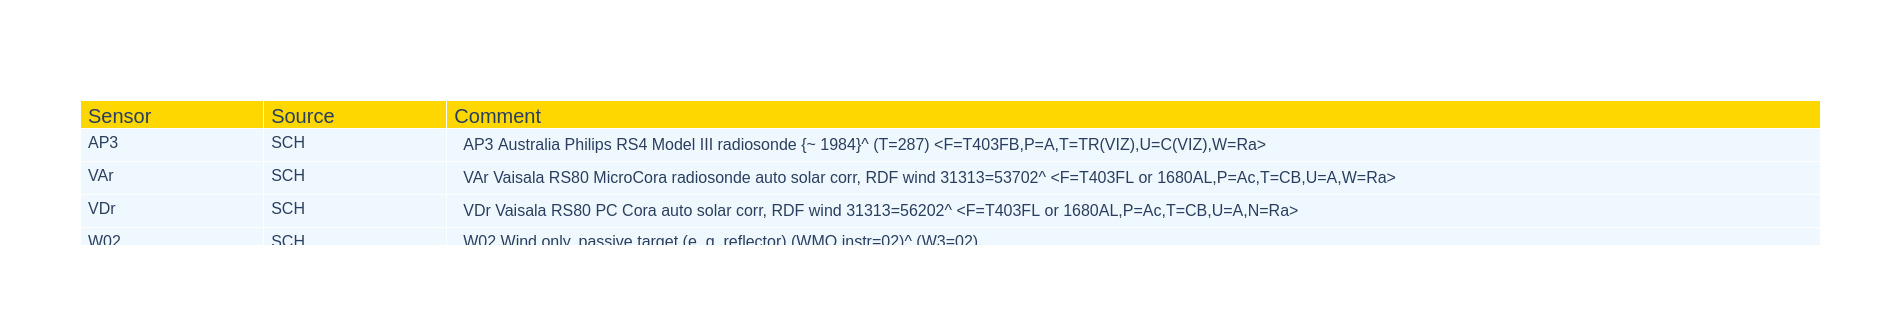 Sensor Source Comment
AP3 SCH AP3 Australia Philips RS4 Model III radiosonde {~ 1984}^ (T=287) <F=T403FB,P=A,T=TR(VIZ),U=C(VIZ),W=Ra>
VAr SCH VAr Vaisala RS80 MicroCora radiosonde auto solar corr, RDF wind 31313=53702^ <F=T403FL or 1680AL,P=Ac,T=CB,U=A,W=Ra>
VDr SCH VDr Vaisala RS80 PC Cora auto solar corr, RDF wind 31313=56202^ <F=T403FL or 1680AL,P=Ac,T=CB,U=A,N=Ra>
W02 SCH W02 Wind only, passive target (e. g. reflector) (WMO instr=02)^ (W3=02)